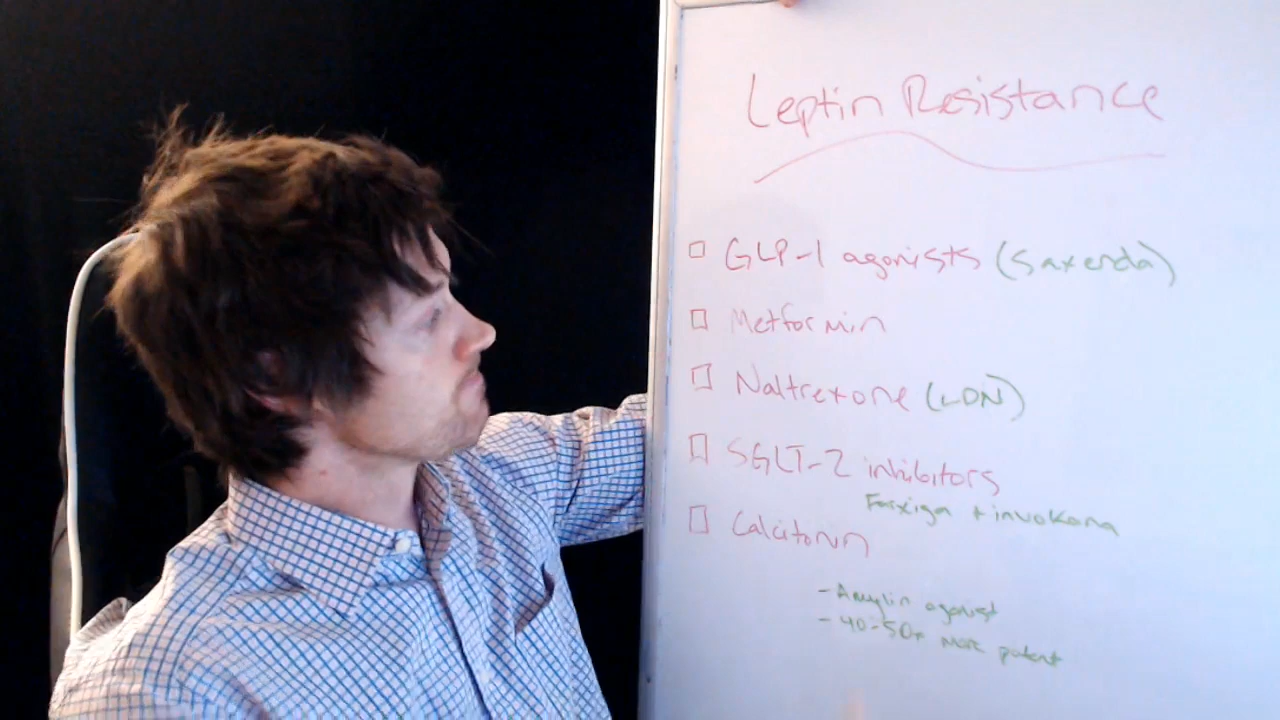 Leptin Resistance
GLP-1 agonists (Saxenda)
Metformin
Naltrexone (LDN)
SGLT-2 inhibitors
Farxiga + invokana
Calcitonin
- Amylin agonist
- 40-50x more potent